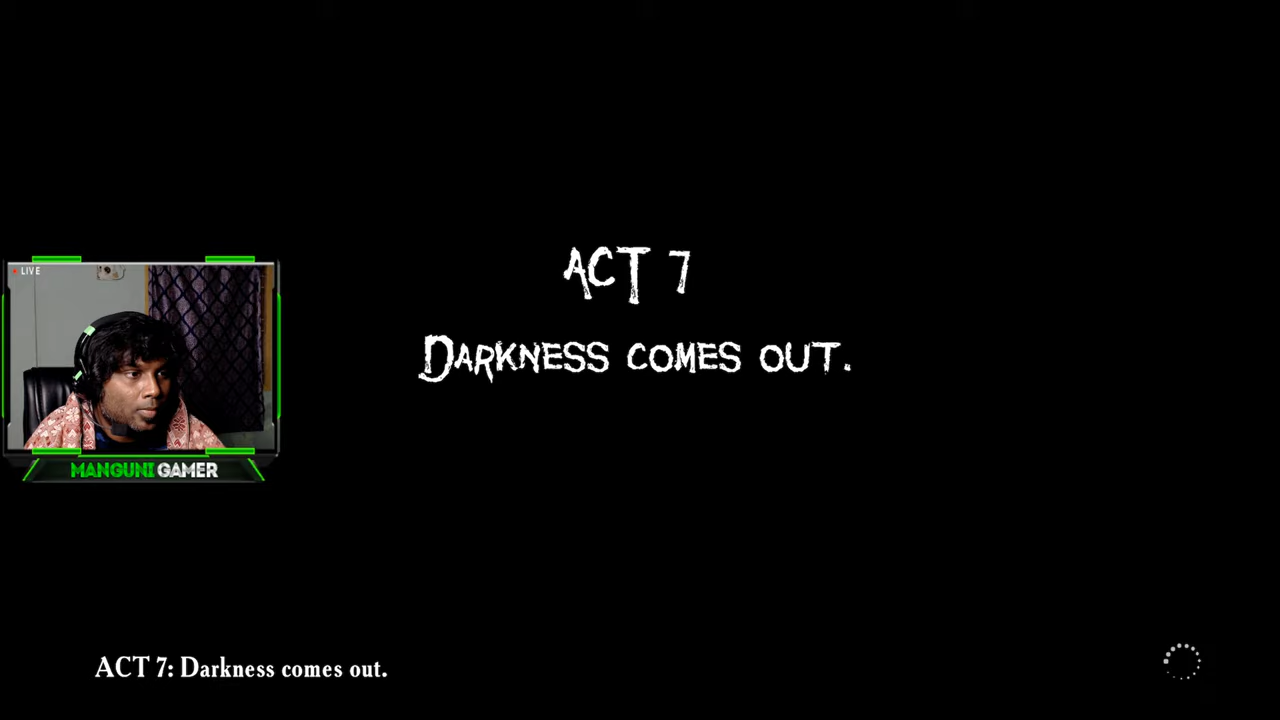 ACT 7
DARKNESS COMES OUT.
LIVE
MANGUNI GAMER
ACT 7: Darkness comes out.